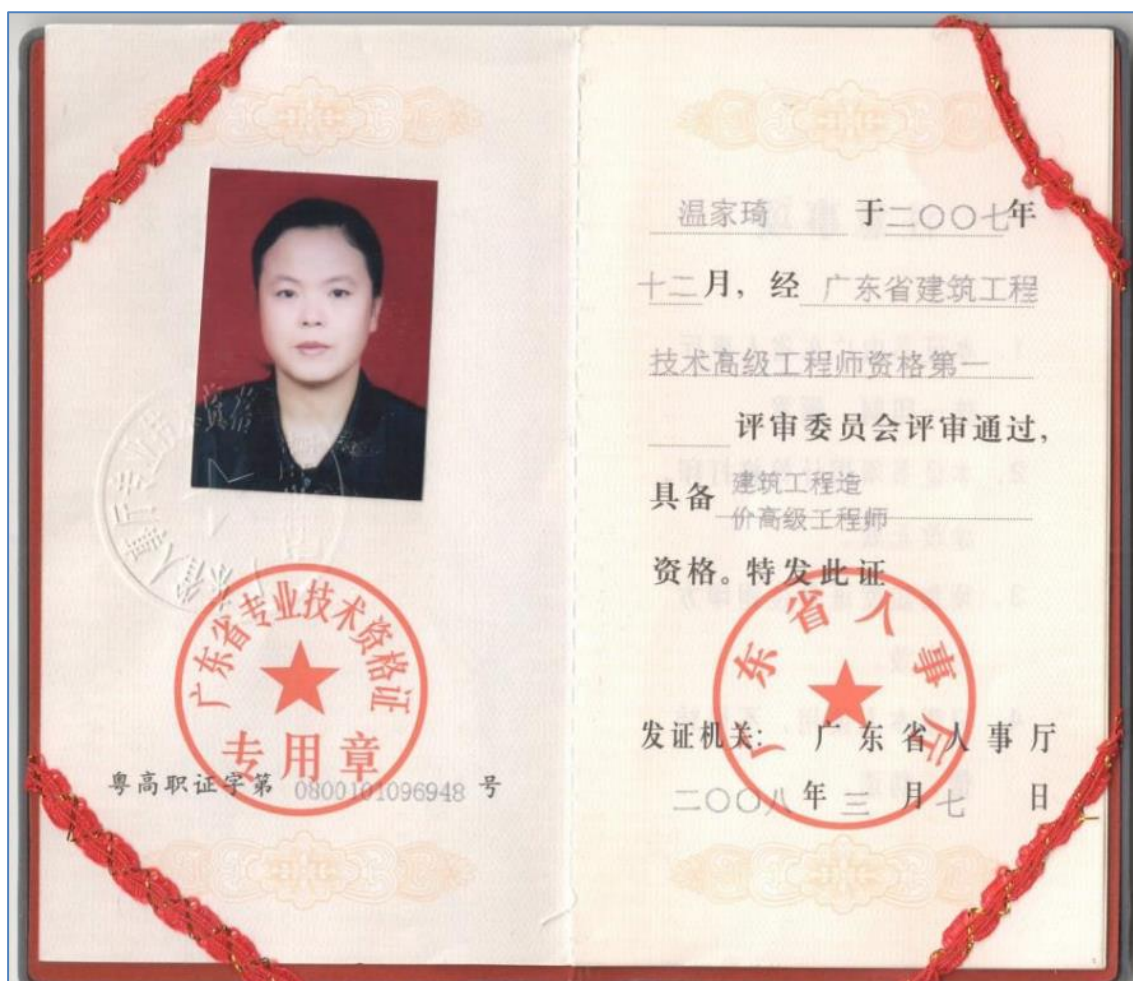 广东省专业技术资格证
专用章
粤高职证字第 0800101096948 号
温家琦 于二〇〇七年
十二月，经 广东省建筑工程
技术高级工程师资格第一
评审委员会评审通过，
具备 建筑工程造
价高级工程师
资格。特发此证
广东省人事厅
发证机关: 广东省人事厅
二〇〇八年三月七日